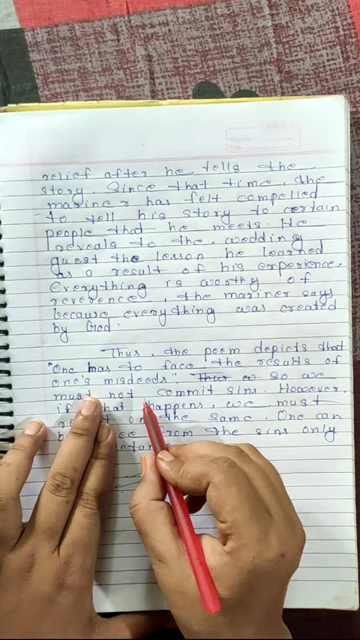 relief after he tells the
story. Since that time, the
mariner has felt compelled
to tell his story to certain
people that he meets. He
reveals to the wedding
guest the lesson he learned
as a result of his experience.
Everything is worthy of
reverence, the mariner says
because everything was created
by God.
Thus, the poem depicts that
"One has to face the results of
one's misdeeds. so we
must not commit sins. However,
if that happens, we must
on the same. One can
from the sins only